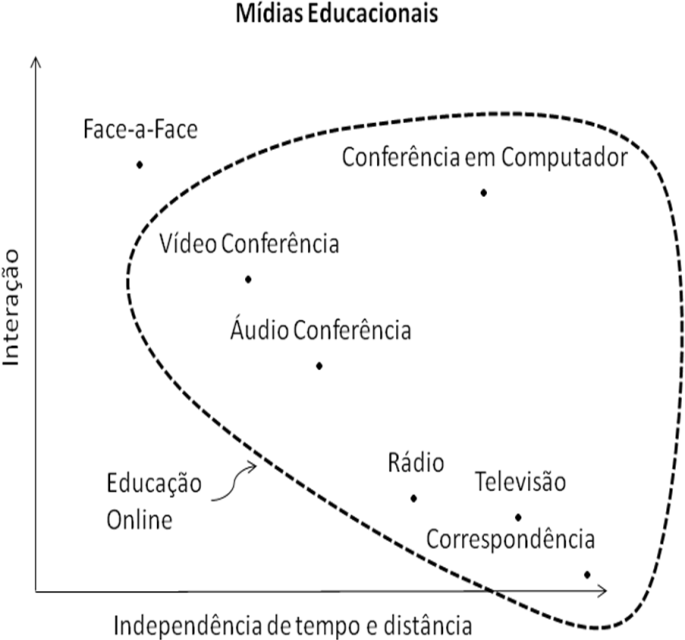 Mídias Educacionais
Face-a-Face
Conferência em Computador
Vídeo Conferência
Interação
Áudio Conferência
Rádio
Televisão
Educação
Online
Correspondência
Independência de tempo e distância